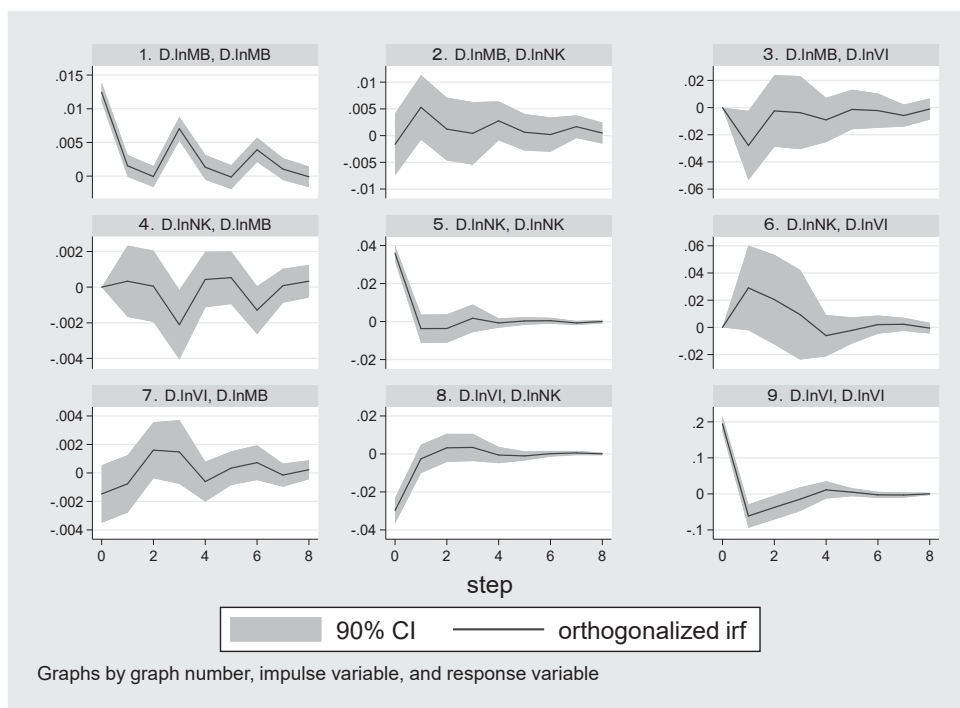 1. D.lnMB, D.lnMB
2. D.lnMB, D.lnNK
3. D.lnMB, D.lnVI
.015
.01
.005
0
.01
.005
0
-.005
-.01
.02
0
-.02
-.04
-.06
4. D.lnNK, D.lnMB
5. D.lnNK, D.lnNK
6. D.lnNK, D.lnVI
.002
0
-.002
-.004
.04
.02
0
-.02
.06
.04
.02
0
-.02
7. D.lnVI, D.lnMB
8. D.lnVI, D.lnNK
9. D.lnVI, D.lnVI
.004
.002
0
-.002
-.004
.02
0
-.02
-.04
.2
.1
0
-.1
0 2 4 6 8
0 2 4 6 8
0 2 4 6 8
step
90% CI
orthogonalized irf
Graphs by graph number, impulse variable, and response variable